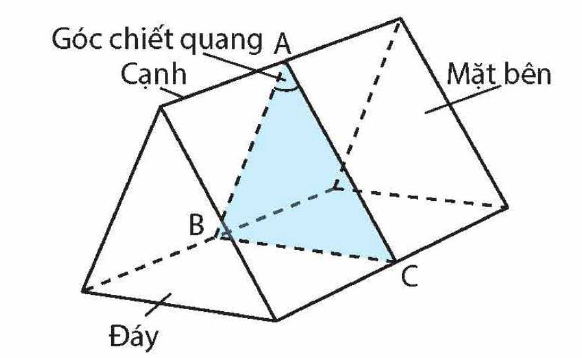 Góc chiết quang
A
Cạnh
Mặt bên
B
C
Đáy